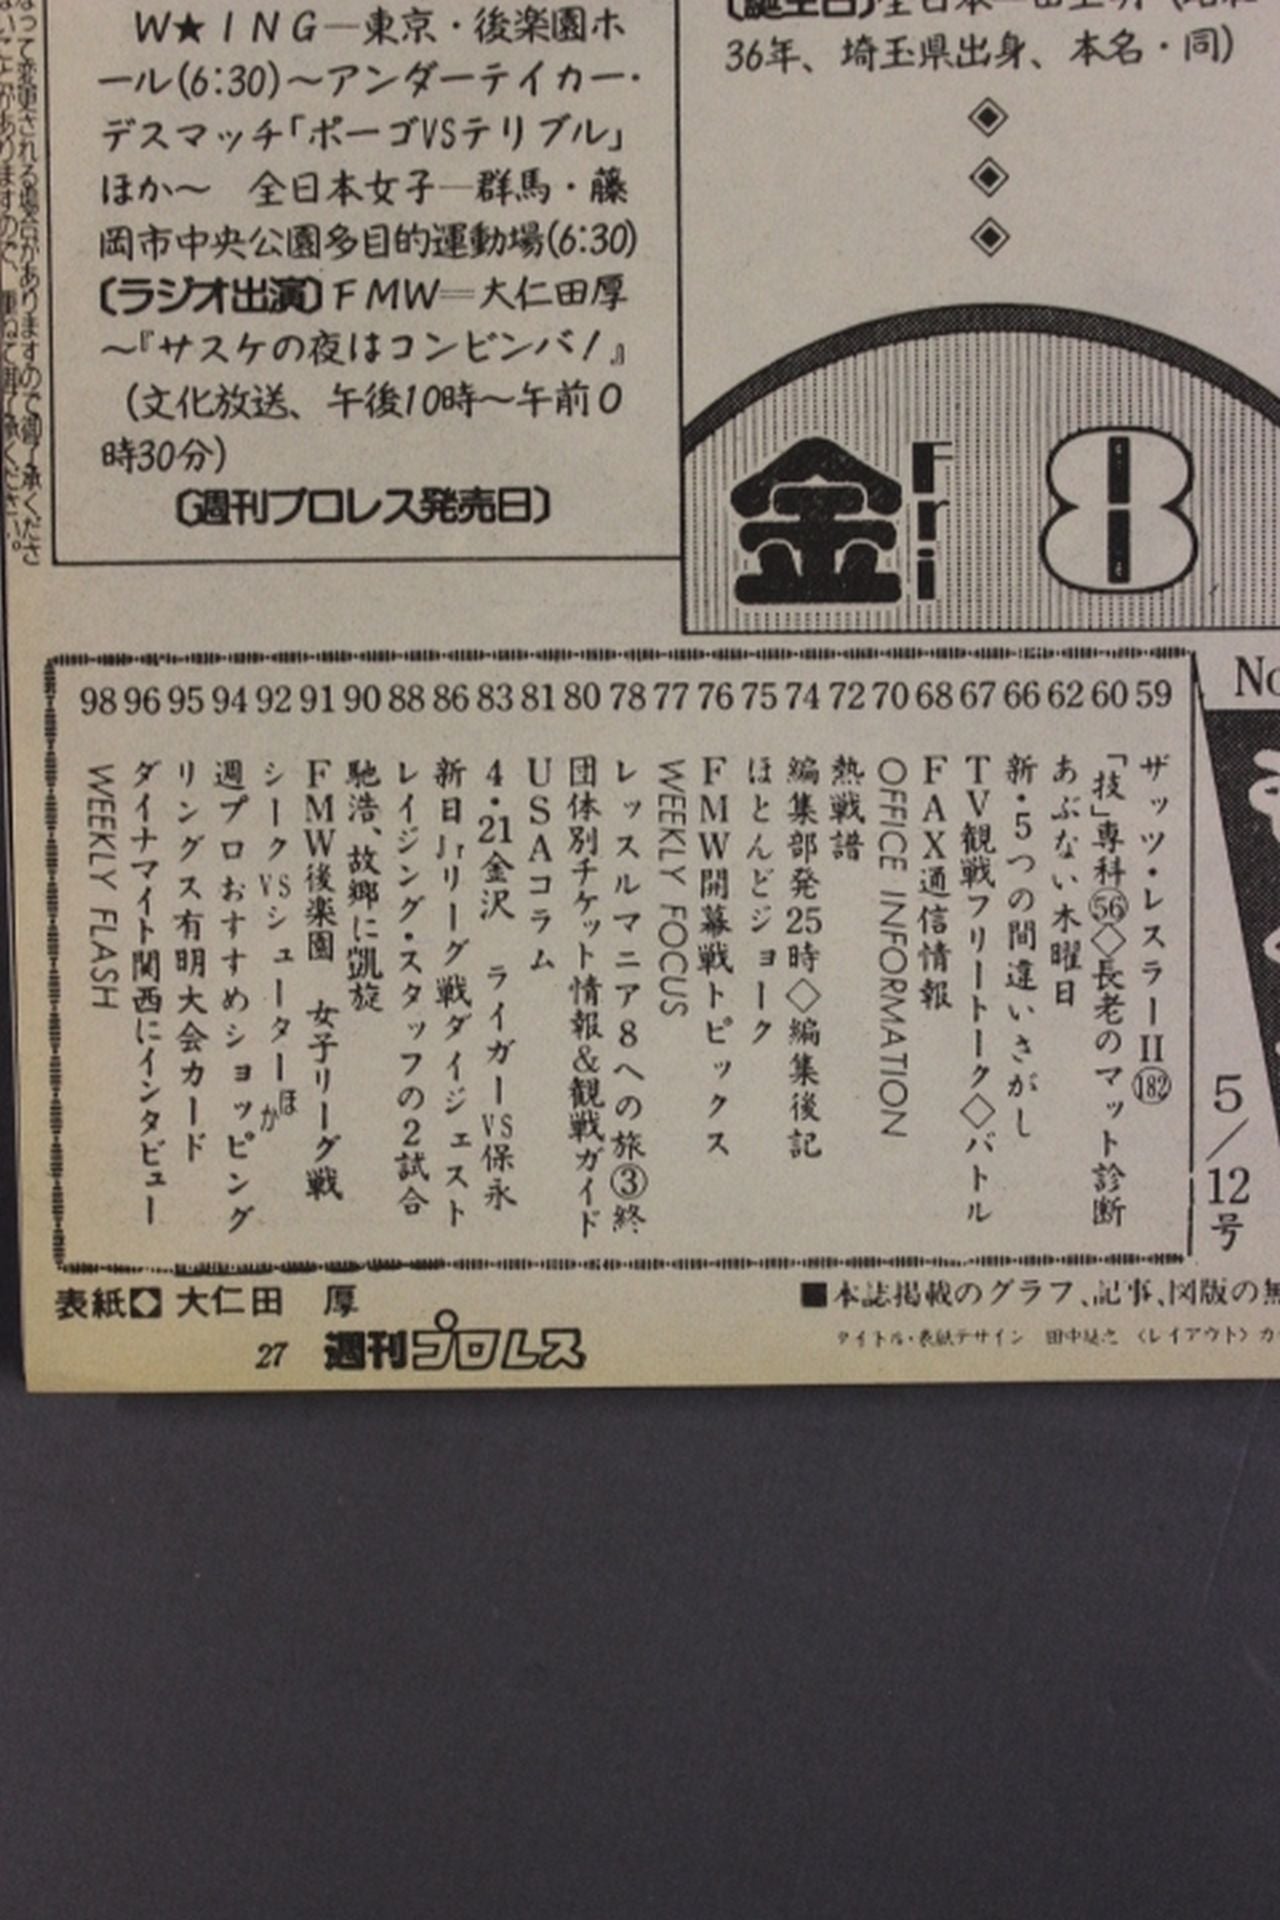 W★ING―東京・後楽園ホ
ール(6:30)～アンダーテイカー・
デスマッチ「ポーゴVSテリブル」
ほか～　全日本女子―群馬・藤
岡市中央公園多目的運動場(6:30)
〔ラジオ出演〕FMW＝大仁田厚
～『サスケの夜はコンビンバ！』
(文化放送、午後10時～午前0
時30分)
〔週刊プロレス発売日〕
36年、埼玉県出身、本名・同)
◈
◈
◈
金 Fri 8
5／12号
59 ザッツ・レスラーII(182)
60 「技」専科(56)◇長老のマット診断
62 あぶない木曜日
66 新・5つの間違いさがし
67 TV観戦フリートーク◇バトル
68 FAX通信情報
70 OFFICE INFORMATION
72 熱戦譜
74 編集部発25時◇編集後記
75 ほとんどジョーク
76 FMW開幕戦トピックス
77 WEEKLY FOCUS
78 レッスルマニア8への旅③終
80 団体別チケット情報&観戦ガイド
81 USAコラム
83 4・21金沢　ライガーVS保永
86 新日Jrリーグ戦ダイジェスト
88 レイジング・スタッフの2試合
90 馳浩、故郷に凱旋
91 FMW後楽園　女子リーグ戦
92 シークVSシューターほか
94 週プロおすすめショッピング
95 リングス有明大会カード
96 ダイナマイト関西にインタビュー
98 WEEKLY FLASH
表紙◇大仁田　厚
■本誌掲載のグラフ、記事、図版の無
27 週刊プロレス